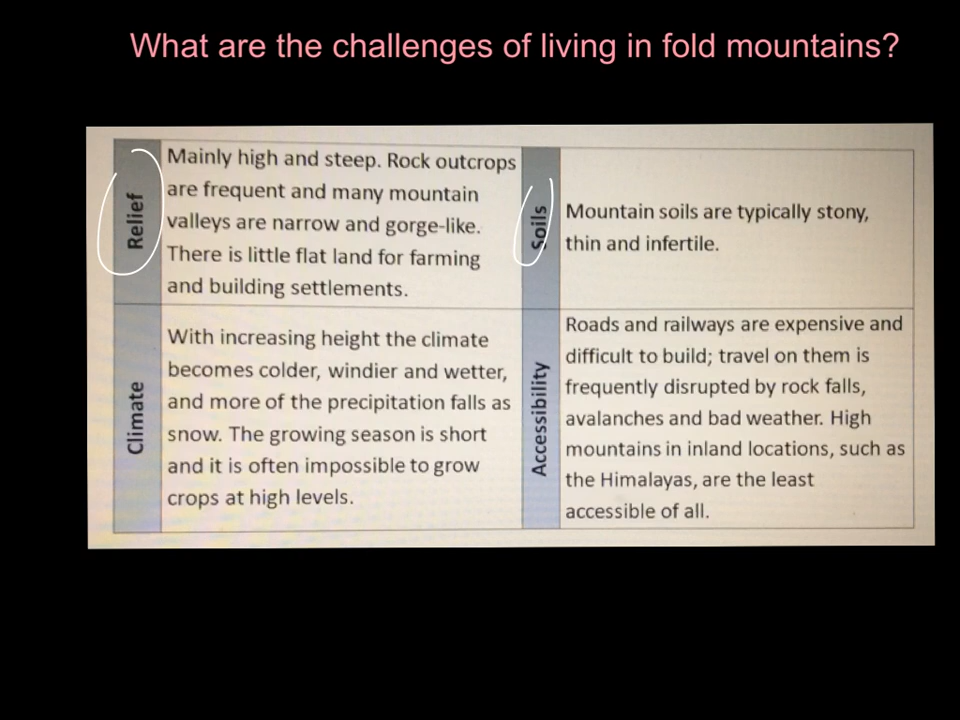 What are the challenges of living in fold mountains?
Relief
Mainly high and steep. Rock outcrops
are frequent and many mountain
valleys are narrow and gorge-like.
There is little flat land for farming
and building settlements.
Soils
Mountain soils are typically stony,
thin and infertile.
Climate
With increasing height the climate
becomes colder, windier and wetter,
and more of the precipitation falls as
snow. The growing season is short
and it is often impossible to grow
crops at high levels.
Accessibility
Roads and railways are expensive and
difficult to build; travel on them is
frequently disrupted by rock falls,
avalanches and bad weather. High
mountains in inland locations, such as
the Himalayas, are the least
accessible of all.